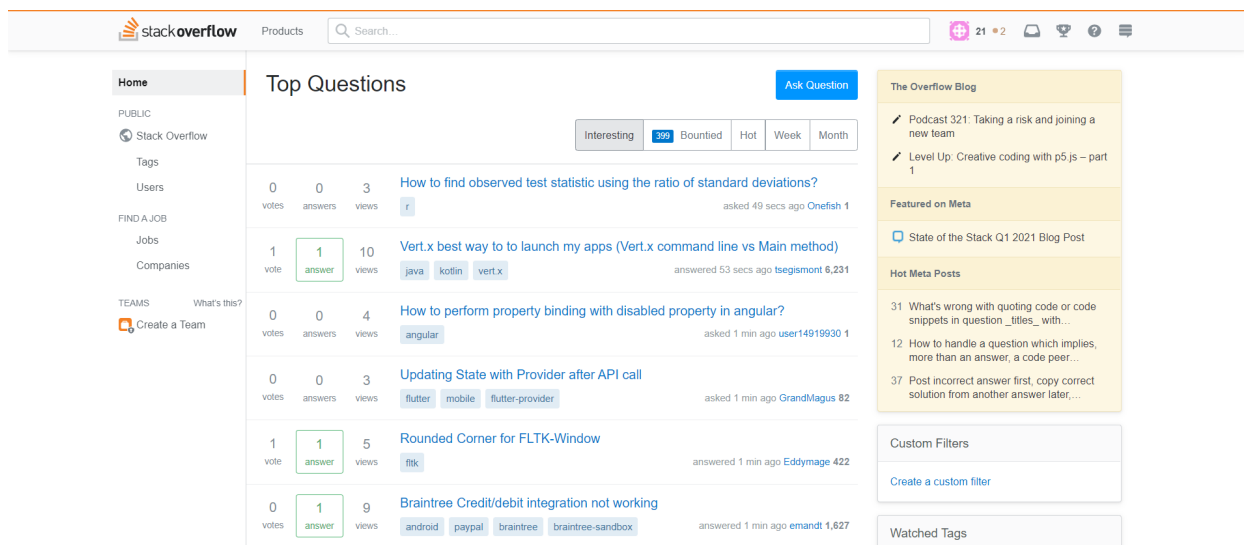 stackoverflow Products Search... 21 2
Home
PUBLIC
Stack Overflow
Tags
Users
FIND A JOB
Jobs
Companies
TEAMS What's this?
Create a Team
Top Questions
Ask Question
Interesting 399 Bountied Hot Week Month
0 0 3 How to find observed test statistic using the ratio of standard deviations?
votes answers views r asked 49 secs ago Onefish 1
1 1 10 Vert.x best way to to launch my apps (Vert.x command line vs Main method)
vote answer views java kotlin vert.x answered 53 secs ago tsegismont 6,231
0 0 4 How to perform property binding with disabled property in angular?
votes answers views angular asked 1 min ago user14919930 1
0 0 3 Updating State with Provider after API call
votes answers views flutter mobile flutter-provider asked 1 min ago GrandMagus 82
1 1 5 Rounded Corner for FLTK-Window
vote answer views fltk answered 1 min ago Eddymage 422
0 1 9 Braintree Credit/debit integration not working
votes answer views android paypal braintree braintree-sandbox answered 1 min ago emandt 1,627
The Overflow Blog
Podcast 321: Taking a risk and joining a
new team
Level Up: Creative coding with p5.js – part
1
Featured on Meta
State of the Stack Q1 2021 Blog Post
Hot Meta Posts
31 What's wrong with quoting code or code
snippets in question _titles_ with...
12 How to handle a question which implies,
more than an answer, a code peer...
37 Post incorrect answer first, copy correct
solution from another answer later,...
Custom Filters
Create a custom filter
Watched Tags